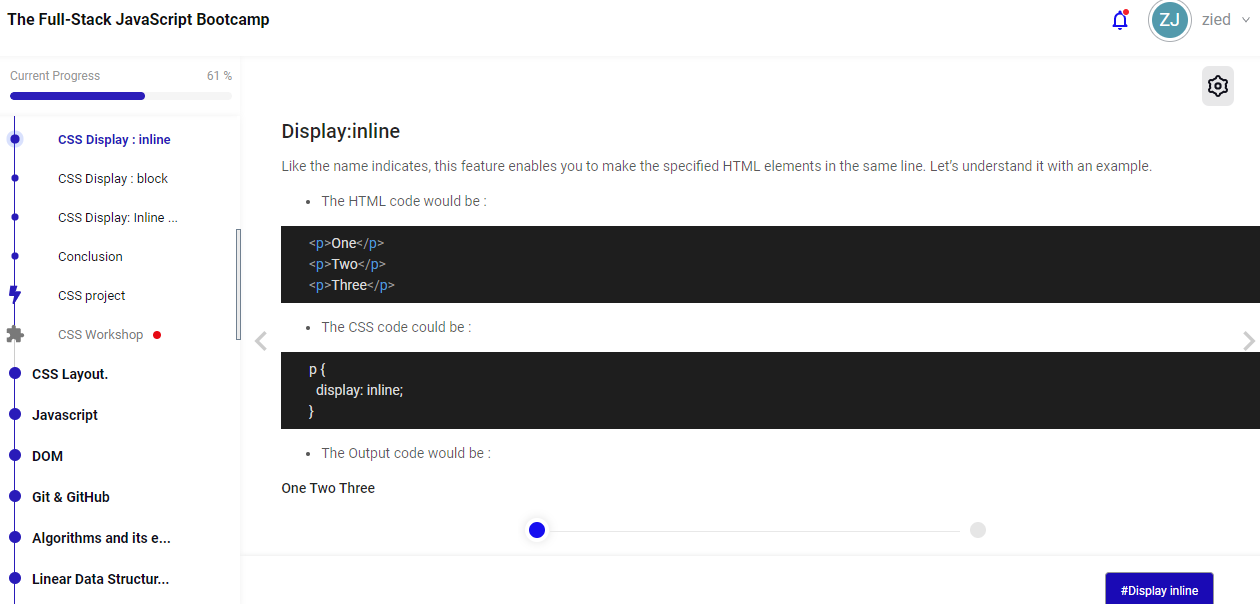 The Full-Stack JavaScript Bootcamp
ZJ
zied
Current Progress
61 %
CSS Display : inline
CSS Display : block
CSS Display: Inline ...
Conclusion
CSS project
CSS Workshop
CSS Layout.
Javascript
DOM
Git & GitHub
Algorithms and its e...
Linear Data Structur...
Display:inline
Like the name indicates, this feature enables you to make the specified HTML elements in the same line. Let's understand it with an example.
• The HTML code would be :
<p>One</p>
<p>Two</p>
<p>Three</p>
• The CSS code could be :
p {
  display: inline;
}
• The Output code would be :
One Two Three
#Display inline